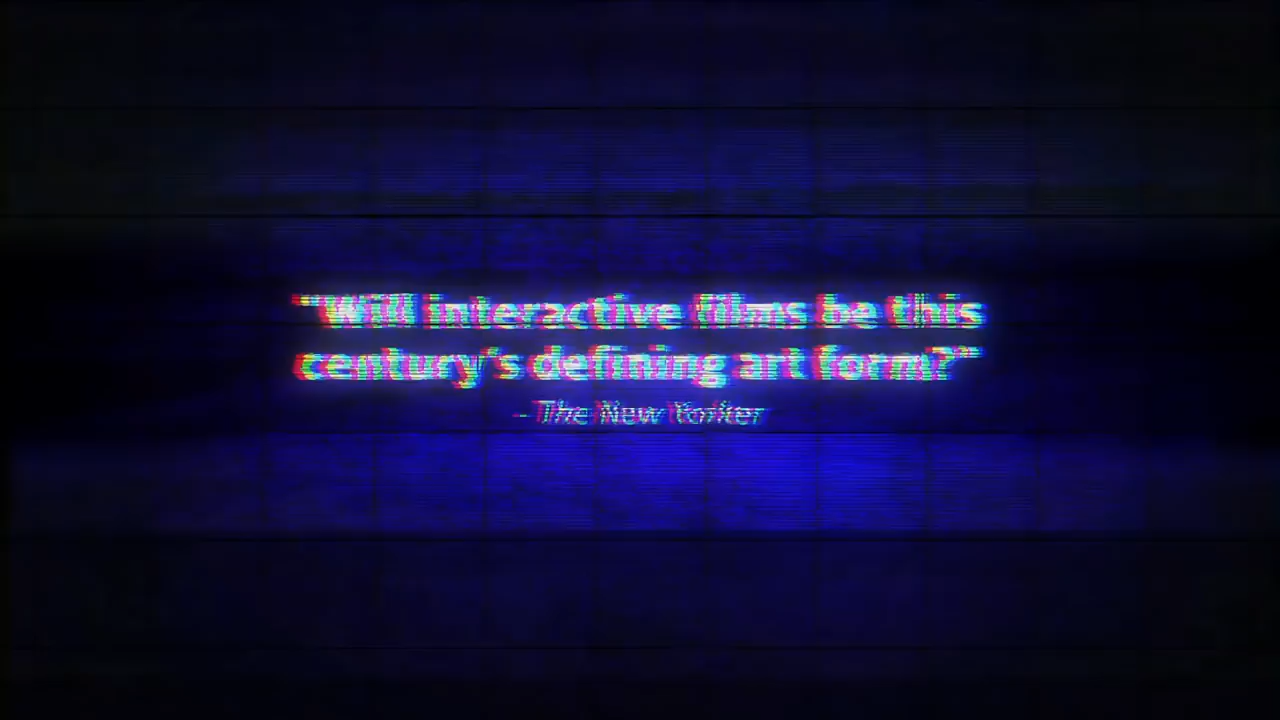 "Will interactive films be this
century's defining art form?"
- The New Yorker